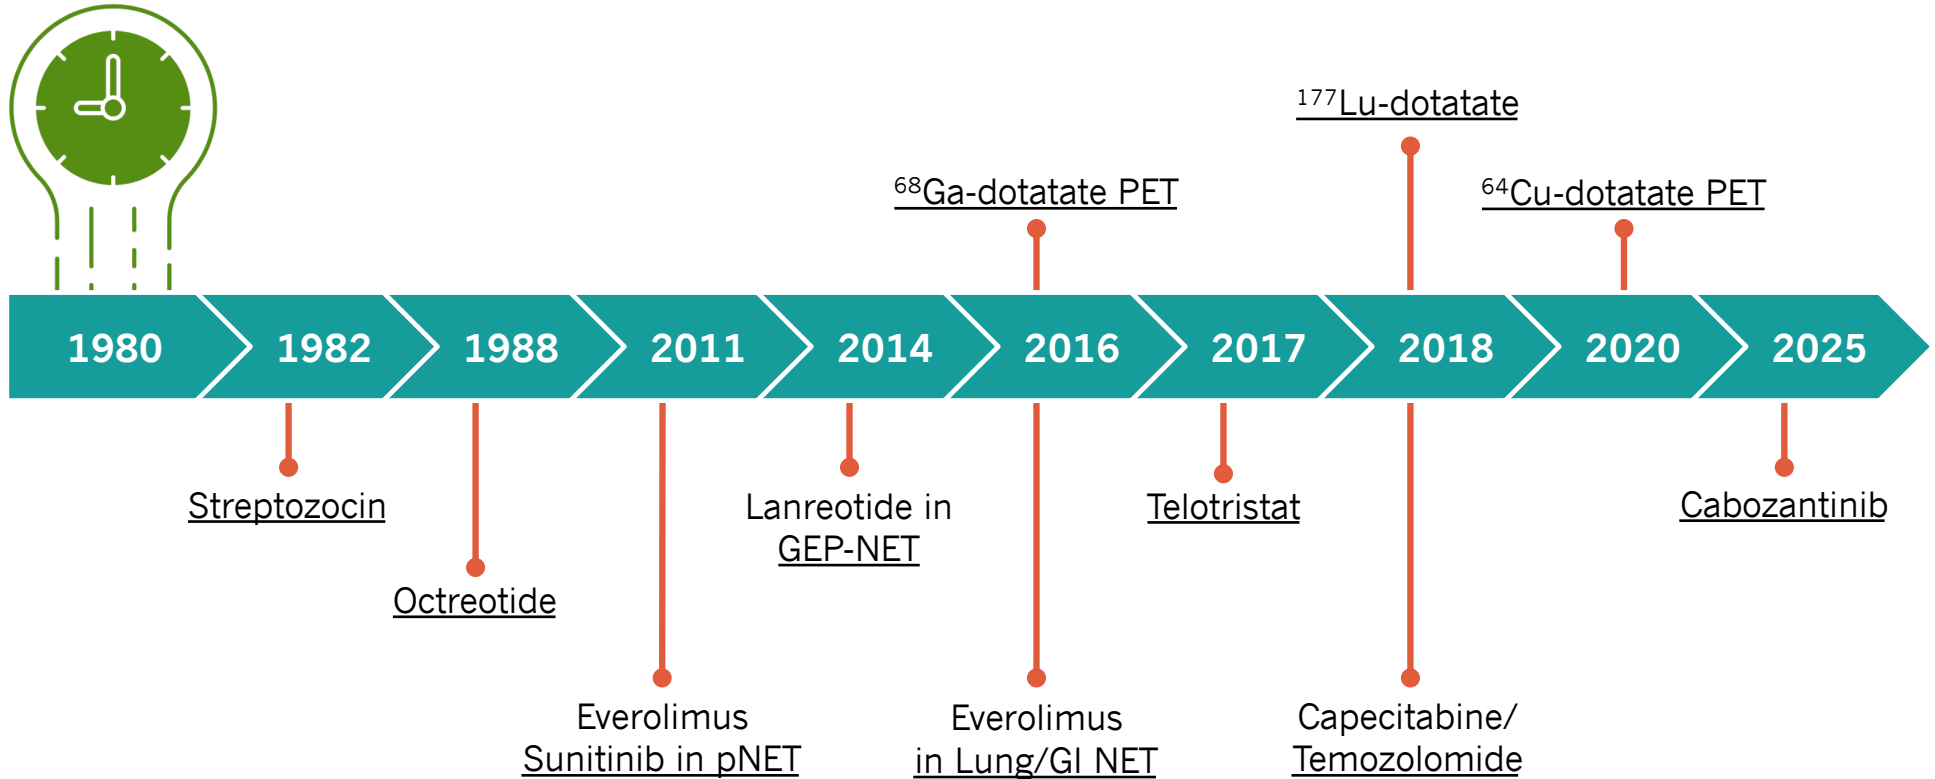 ¹⁷⁷Lu-dotatate
⁶⁸Ga-dotatate PET
⁶⁴Cu-dotatate PET
1980
1982
1988
2011
2014
2016
2017
2018
2020
2025
Streptozocin
Octreotide
Everolimus
Sunitinib in pNET
Lanreotide in
GEP-NET
Everolimus
in Lung/GI NET
Telotristat
Capecitabine/
Temozolomide
Cabozantinib